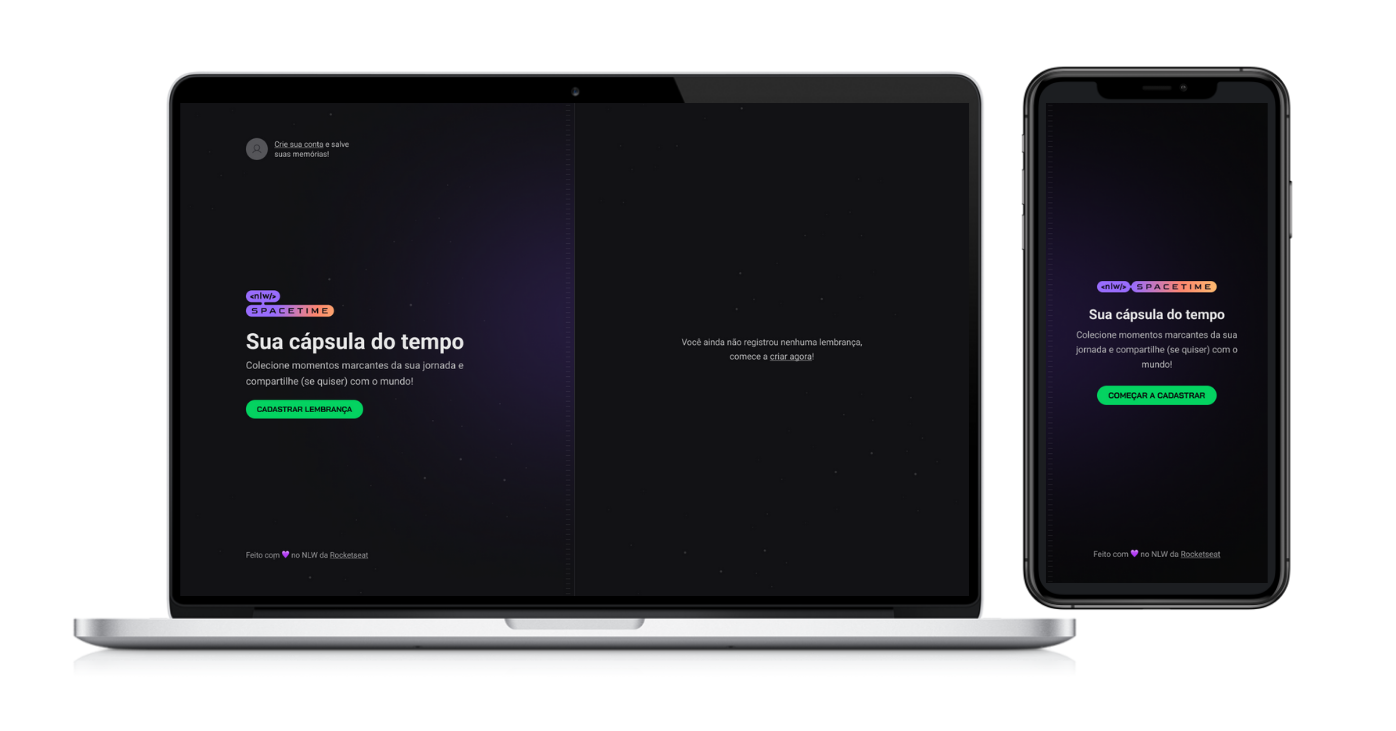 Crie sua conta e salve
suas memórias!
<nlw/>
SPACETIME
Sua cápsula do tempo
Colecione momentos marcantes da sua jornada e
compartilhe (se quiser) com o mundo!
CADASTRAR LEMBRANÇA
Feito com 💜 no NLW da Rocketseat
Você ainda não registrou nenhuma lembrança,
comece a criar agora!
<nlw/> SPACETIME
Sua cápsula do tempo
Colecione momentos marcantes da sua
jornada e compartilhe (se quiser) com o
mundo!
COMEÇAR A CADASTRAR
Feito com 💜 no NLW da Rocketseat